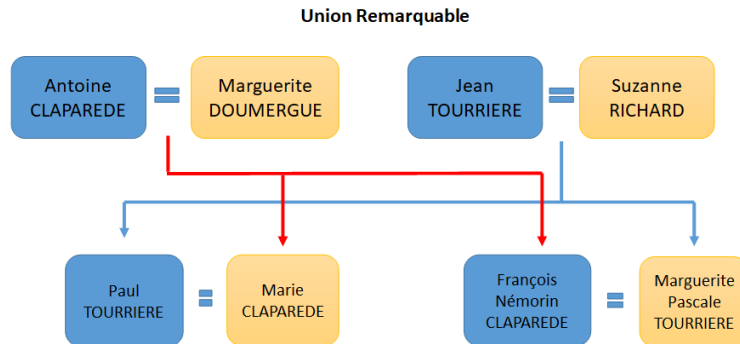 Union Remarquable
Antoine
CLAPAREDE
Marguerite
DOUMERGUE
Jean
TOURRIERE
Suzanne
RICHARD
Paul
TOURRIERE
Marie
CLAPAREDE
François
Némorin
CLAPAREDE
Marguerite
Pascale
TOURRIERE